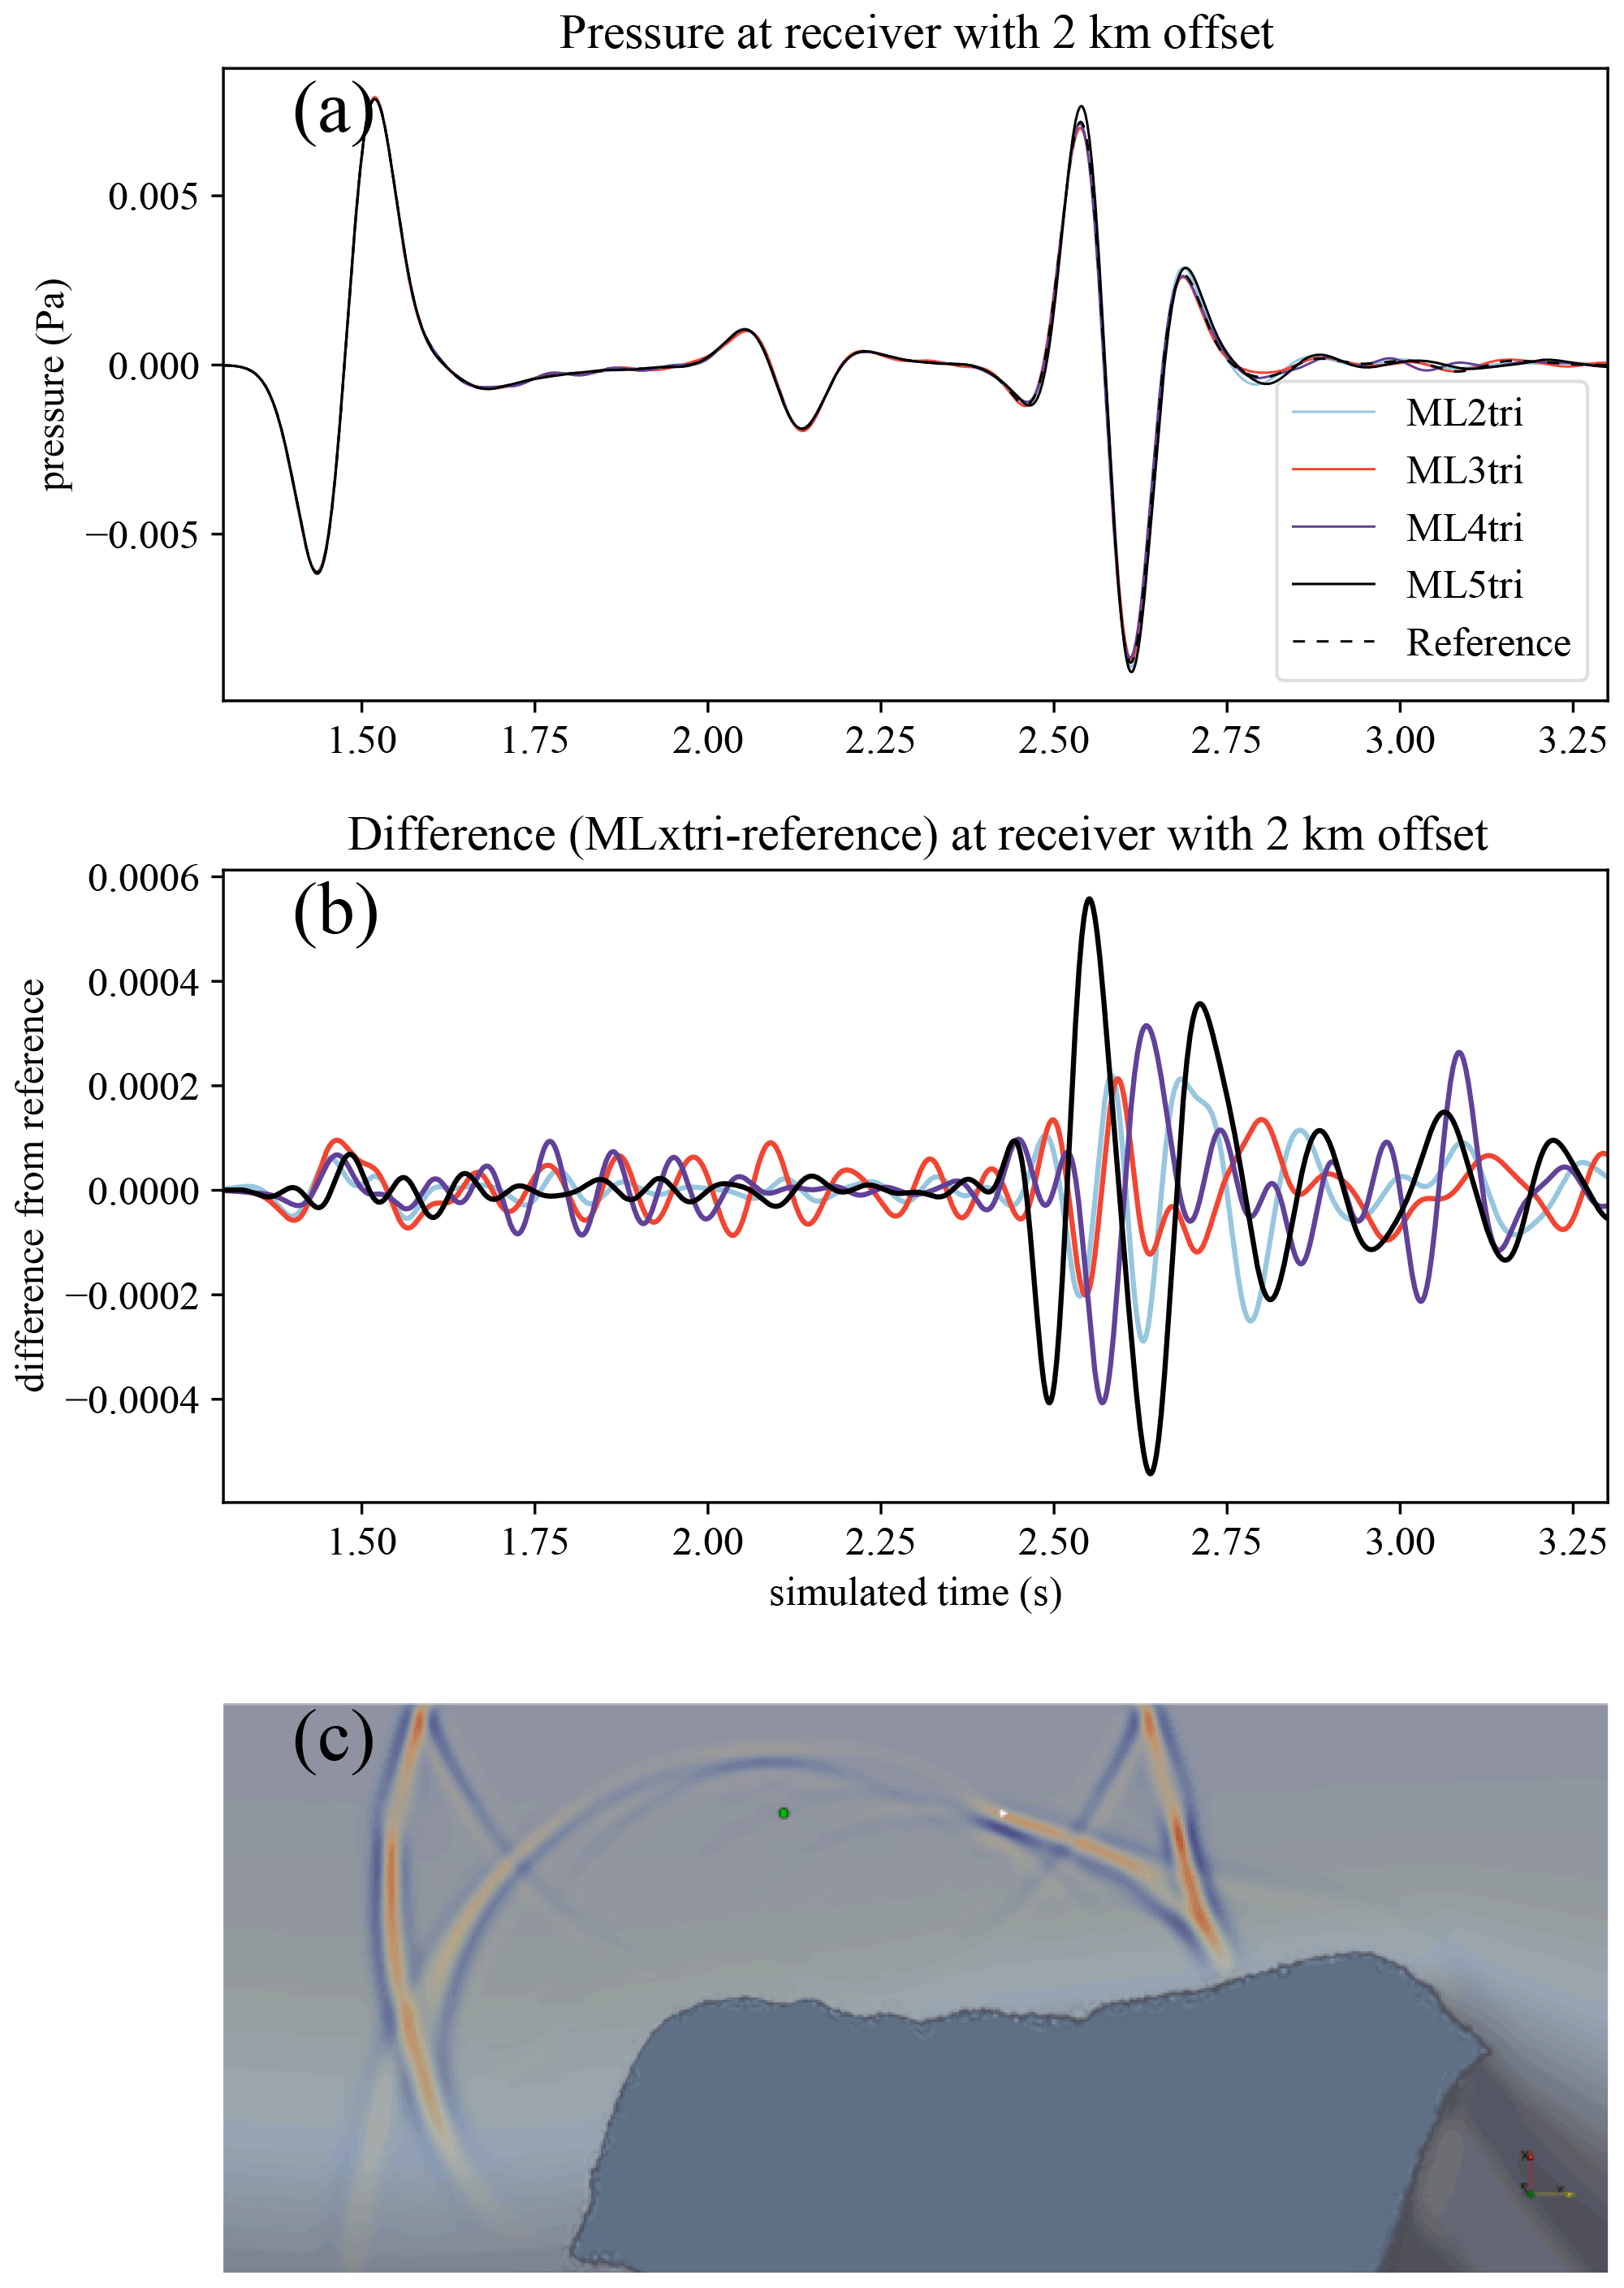 Pressure at receiver with 2 km offset
(a)
pressure (Pa)
0.005
0.000
−0.005
ML2tri
ML3tri
ML4tri
ML5tri
Reference
1.50 1.75 2.00 2.25 2.50 2.75 3.00 3.25
Difference (MLxtri-reference) at receiver with 2 km offset
(b)
difference from reference
0.0006
0.0004
0.0002
0.0000
−0.0002
−0.0004
1.50 1.75 2.00 2.25 2.50 2.75 3.00 3.25
simulated time (s)
(c)